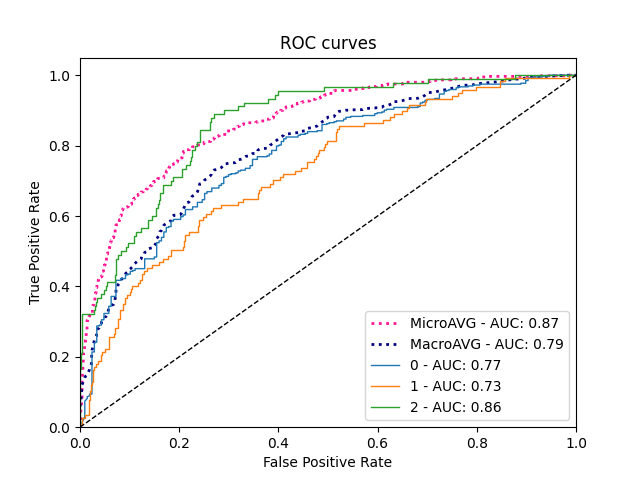 ROC curves
True Positive Rate
1.0
0.8
0.6
0.4
0.2
0.0
MicroAVG - AUC: 0.87
MacroAVG - AUC: 0.79
0 - AUC: 0.77
1 - AUC: 0.73
2 - AUC: 0.86
0.0 0.2 0.4 0.6 0.8 1.0
False Positive Rate